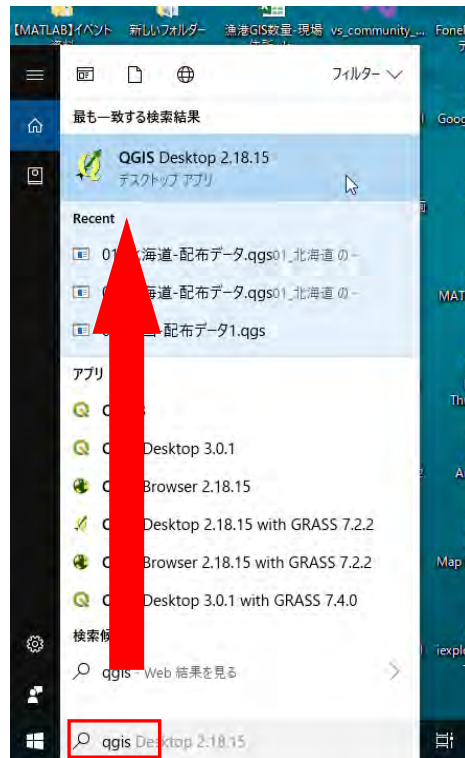 【MATLAB】イベント 新しいフォルダー 漁港GIS数量-現場 vs_community_... Fonel
フィルター
最も一致する検索結果
Goog
QGIS Desktop 2.18.15
デスクトップ アプリ
Recent
海道-配布データ.qgs01_北海道 の -
海道-配布データ.qgs01_北海道 の -
MAT
-配布データ1.qgs
アプリ
Desktop 3.0.1
Browser 2.18.15
Desktop 2.18.15 with GRASS 7.2.2
Browser 2.18.15 with GRASS 7.2.2
Map
Desktop 3.0.1 with GRASS 7.4.0
検索候
iexplo
qgis - Web 結果を見る
qgis Desktop 2.18.15